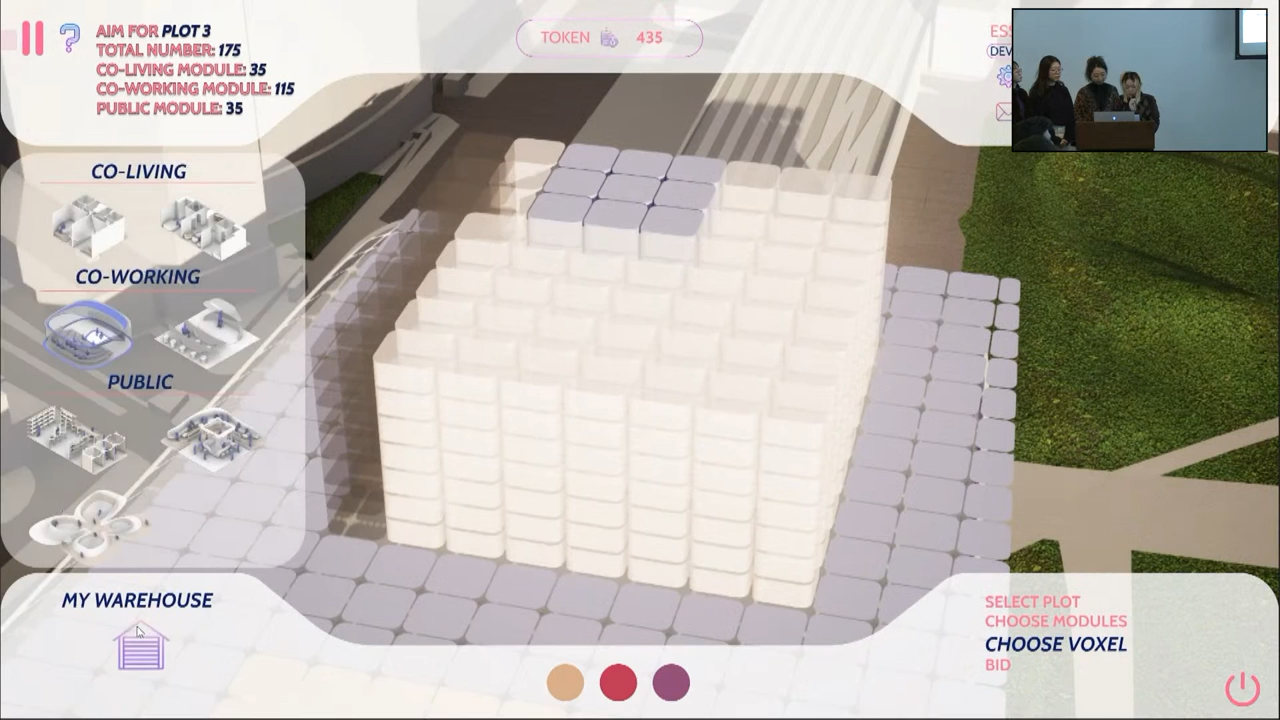 AIM FOR PLOT 3
TOTAL NUMBER: 175
CO-LIVING MODULE: 35
CO-WORKING MODULE: 115
PUBLIC MODULE: 35
TOKEN 435
CO-LIVING
CO-WORKING
PUBLIC
MY WAREHOUSE
SELECT PLOT
CHOOSE MODULES
CHOOSE VOXEL
BID